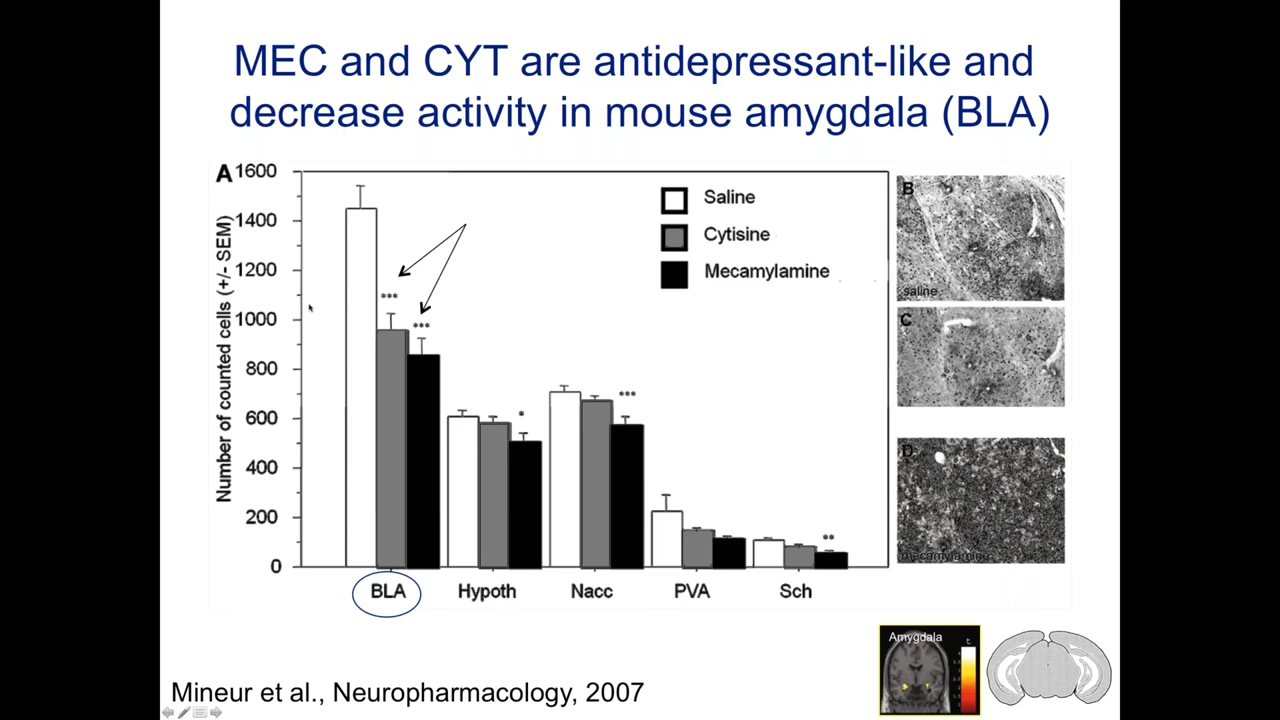 MEC and CYT are antidepressant-like and
decrease activity in mouse amygdala (BLA)
A
1600
1400
1200
1000
800
600
400
200
0
Number of counted cells (+/- SEM)
Saline
Cytisine
Mecamylamine
***
***
*
***
**
BLA Hypoth Nacc PVA Sch
B
saline
C
D
mecamylamine
Amygdala
t
Mineur et al., Neuropharmacology, 2007